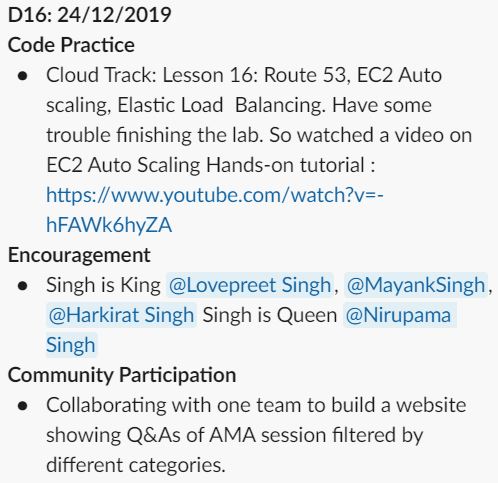 D16: 24/12/2019
Code Practice
● Cloud Track: Lesson 16: Route 53, EC2 Auto
scaling, Elastic Load  Balancing. Have some
trouble finishing the lab. So watched a video on
EC2 Auto Scaling Hands-on tutorial :
https://www.youtube.com/watch?v=-
hFAWk6hyZA
Encouragement
● Singh is King @Lovepreet Singh, @MayankSingh,
@Harkirat Singh Singh is Queen @Nirupama
Singh
Community Participation
● Collaborating with one team to build a website
showing Q&As of AMA session filtered by
different categories.